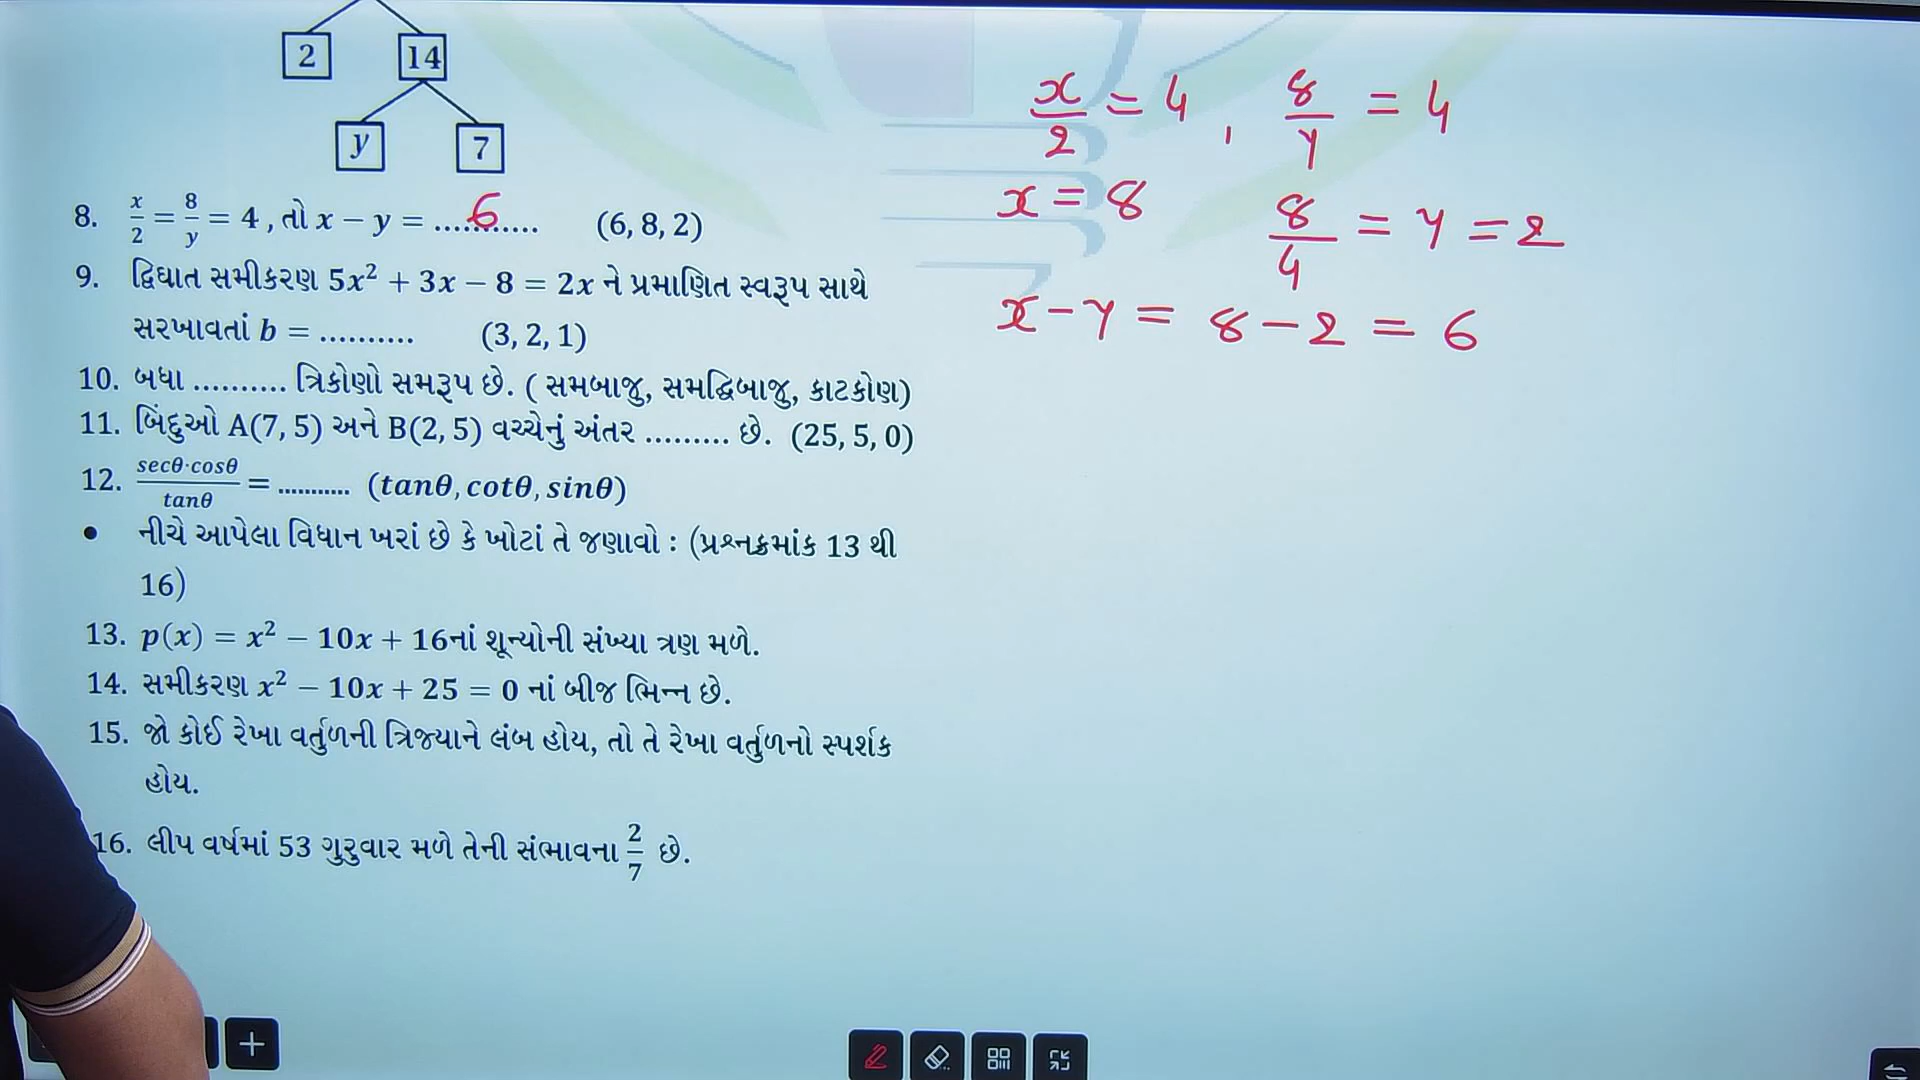 2 14
y 7
8. x/2 = 8/y = 4 , તો x − y = ..........6 (6, 8, 2)
9. દ્વિઘાત સમીકરણ 5x² + 3x − 8 = 2x ને પ્રમાણિત સ્વરૂપ સાથે
સરખાવતાં b = .......... (3, 2, 1)
10. બધા .......... ત્રિકોણો સમરૂપ છે. ( સમબાજુ, સમદ્વિબાજુ, કાટકોણ)
11. બિંદુઓ A(7, 5) અને B(2, 5) વચ્ચેનું અંતર ......... છે. (25, 5, 0)
12. secθ·cosθ/tanθ = ........... (tanθ, cotθ, sinθ)
• નીચે આપેલા વિધાન ખરાં છે કે ખોટાં તે જણાવો : (પ્રશ્નક્રમાંક 13 થી
16)
13. p(x) = x² − 10x + 16નાં શૂન્યોની સંખ્યા ત્રણ મળે.
14. સમીકરણ x² − 10x + 25 = 0 નાં બીજ ભિન્ન છે.
15. જો કોઈ રેખા વર્તુળની ત્રિજ્યાને લંબ હોય, તો તે રેખા વર્તુળનો સ્પર્શક
હોય.
16. લીપ વર્ષમાં 53 ગુરુવાર મળે તેની સંભાવના 2/7 છે.
x/2 = 4 , 8/y = 4
x = 8
8/4 = y = 2
x − y = 8 − 2 = 6